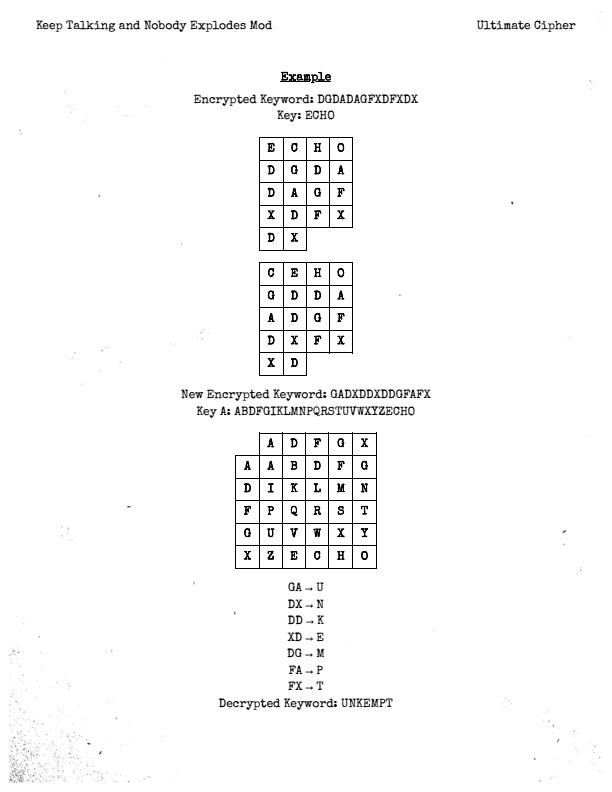 Keep Talking and Nobody Explodes Mod Ultimate Cipher
Example
Encrypted Keyword: DGDADAGFXDFXDX
Key: ECHO
E C H O
D G D A
D A G F
X D F X
D X
C E H O
G D D A
A D G F
D X F X
X D
New Encrypted Keyword: GADXDDXDDGFAFX
Key A: ABDFGIKLMNPQRSTUVWXYZECHO
A D F G X
A A B D F G
D I K L M N
F P Q R S T
G U V W X Y
X Z E C H O
GA → U
DX → N
DD → K
XD → E
DG → M
FA → P
FX → T
Decrypted Keyword: UNKEMPT